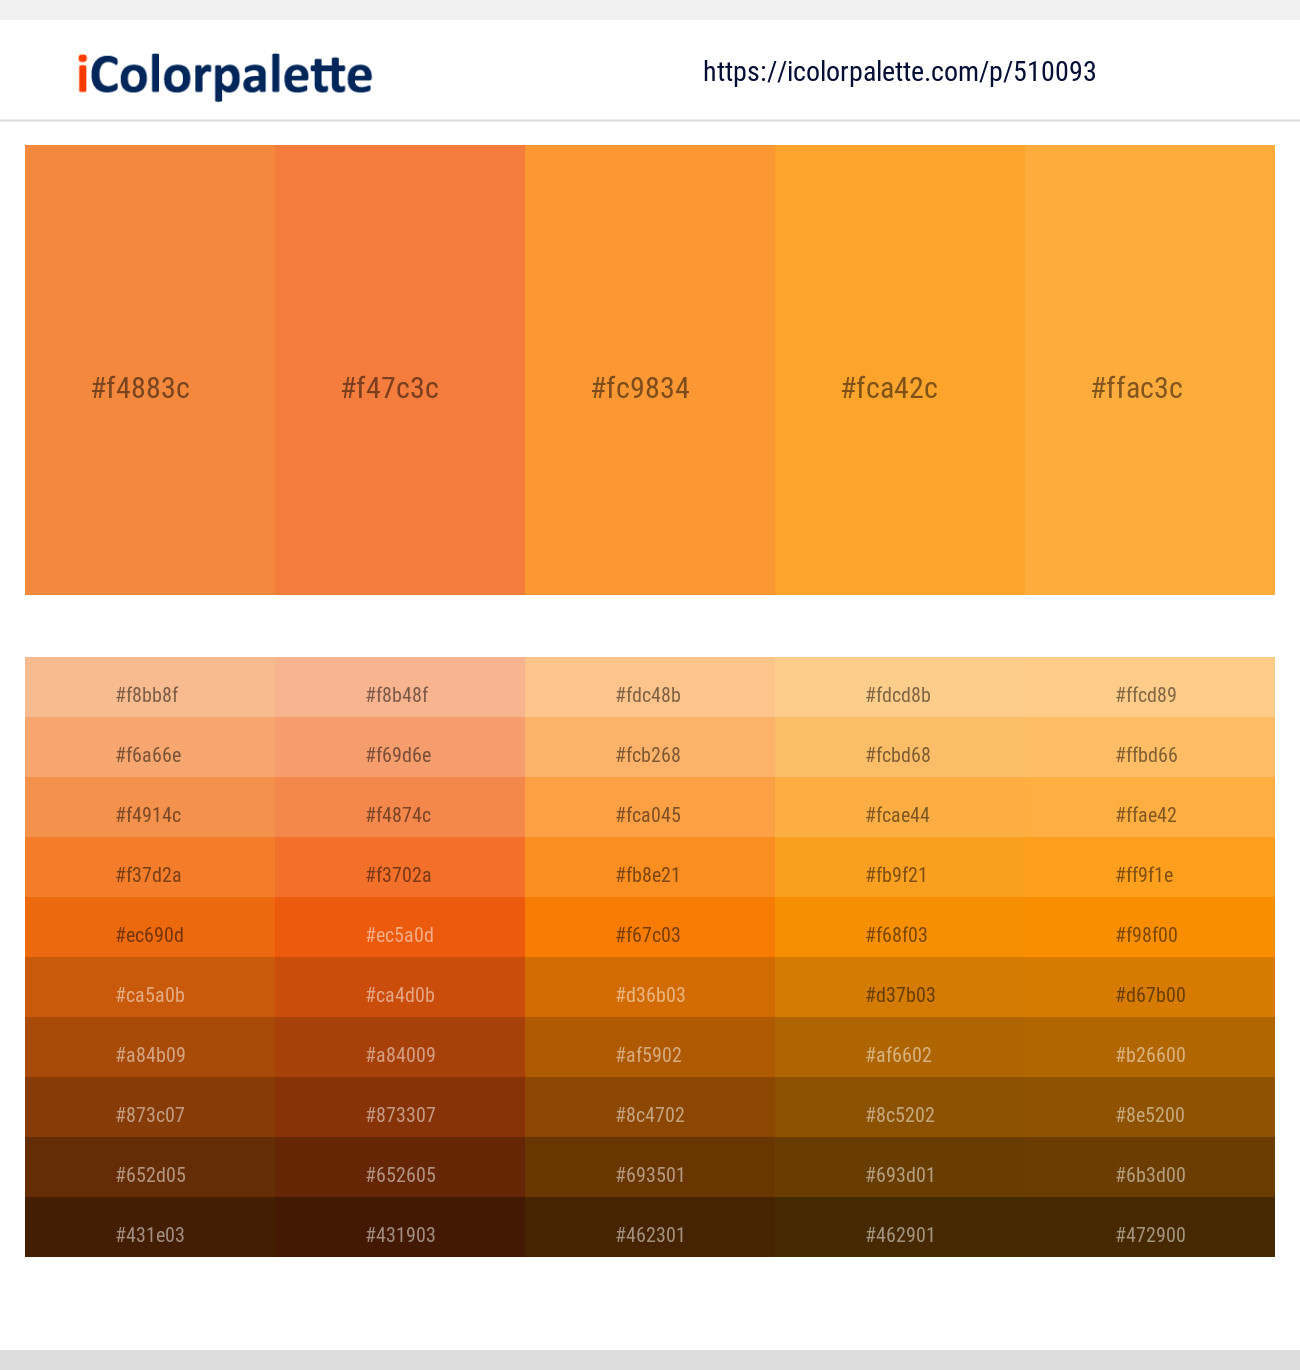 iColorpalette
https://icolorpalette.com/p/510093
#f4883c #f47c3c #fc9834 #fca42c #ffac3c
#f8bb8f #f8b48f #fdc48b #fdcd8b #ffcd89
#f6a66e #f69d6e #fcb268 #fcbd68 #ffbd66
#f4914c #f4874c #fca045 #fcae44 #ffae42
#f37d2a #f3702a #fb8e21 #fb9f21 #ff9f1e
#ec690d #ec5a0d #f67c03 #f68f03 #f98f00
#ca5a0b #ca4d0b #d36b03 #d37b03 #d67b00
#a84b09 #a84009 #af5902 #af6602 #b26600
#873c07 #873307 #8c4702 #8c5202 #8e5200
#652d05 #652605 #693501 #693d01 #6b3d00
#431e03 #431903 #462301 #462901 #472900